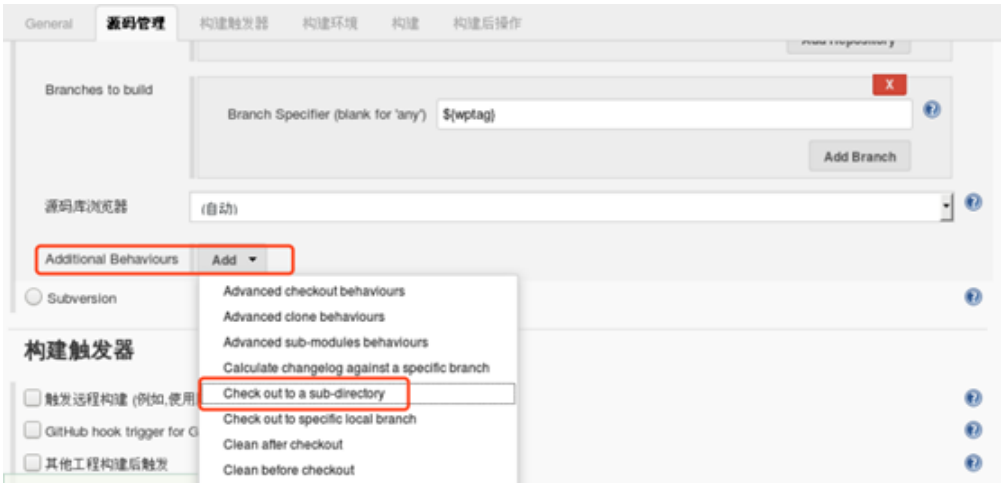 General 源码管理 构建触发器 构建环境 构建 构建后操作
Add Repository
Branches to build
X
Branch Specifier (blank for 'any') ${wptag}
Add Branch
源码库浏览器 (自动)
Additional Behaviours Add
Advanced checkout behaviours
Subversion
Advanced clone behaviours
Advanced sub-modules behaviours
构建触发器
Calculate changelog against a specific branch
触发远程构建 (例如,使用
Check out to a sub-directory
Check out to specific local branch
GitHub hook trigger for G
Clean after checkout
其他工程构建后触发
Clean before checkout